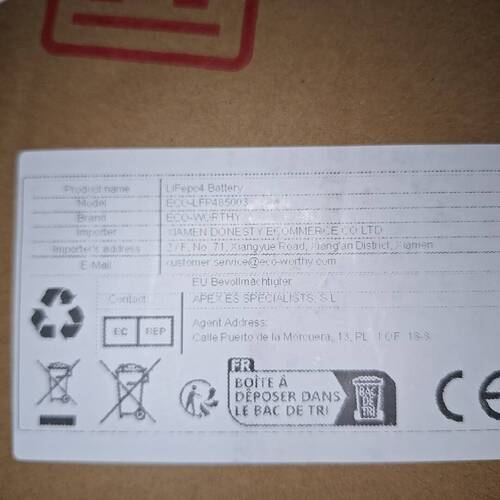 Product name LiFepo4 Battery
Model ECO-LFP485003
Brand ECO-WORTHY
Importer XIAMEN DONESTY ECOMMERCE CO LTD
Importer's address 2/F, No. 71, Xiangyue Road, Xiang'an District, Xiamen
E-Mail customer.service@eco-worthy.com
EU Bevollmächtigter
Contact APEX ES SPECIALISTS, S.L
EC REP
Agent Address:
Calle Puerto de la Morcuera, 13, PL
FR
BOÎTE À
DÉPOSER DANS
LE BAC DE TRI
BAC
DE
TRI
CE